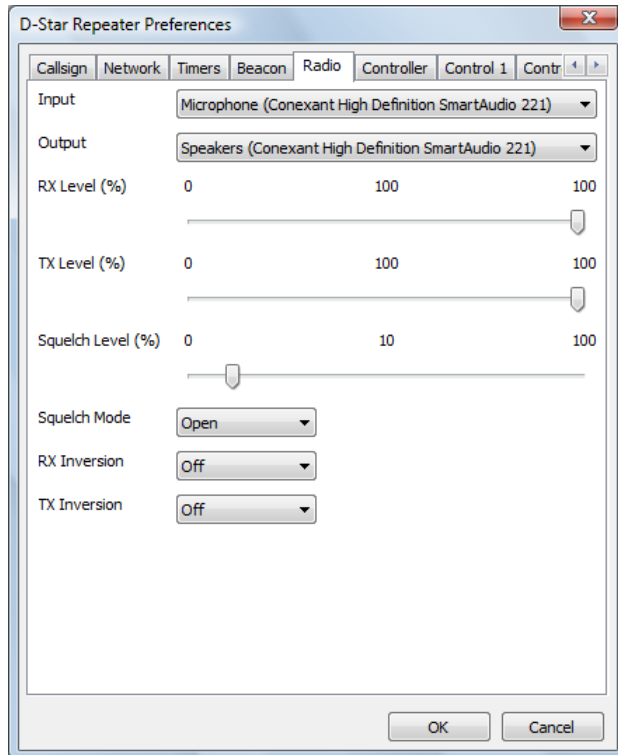 D-Star Repeater Preferences
Callsign Network Timers Beacon Radio Controller Control 1 Contr
Input Microphone (Conexant High Definition SmartAudio 221)
Output Speakers (Conexant High Definition SmartAudio 221)
RX Level (%) 0 100 100
TX Level (%) 0 100 100
Squelch Level (%) 0 10 100
Squelch Mode Open
RX Inversion Off
TX Inversion Off
OK Cancel